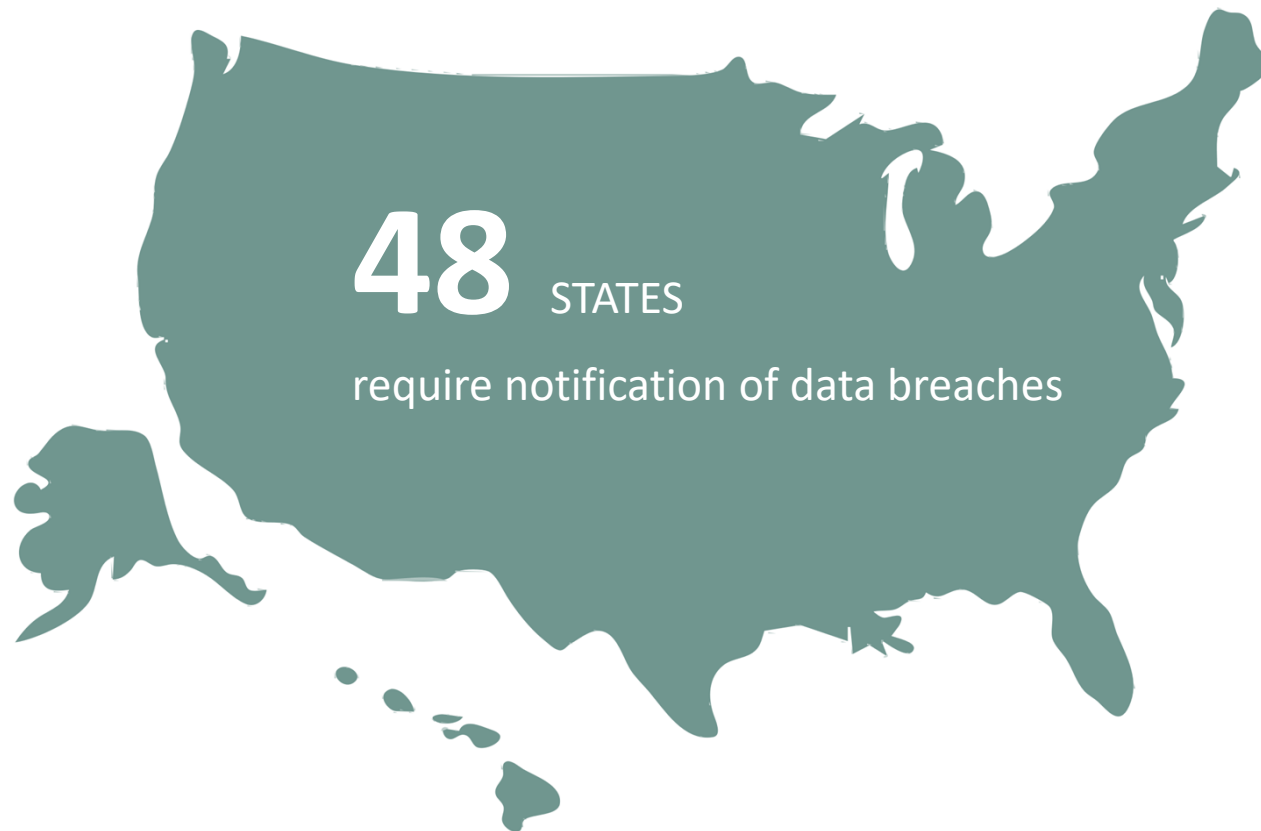 48 STATES
require notification of data breaches